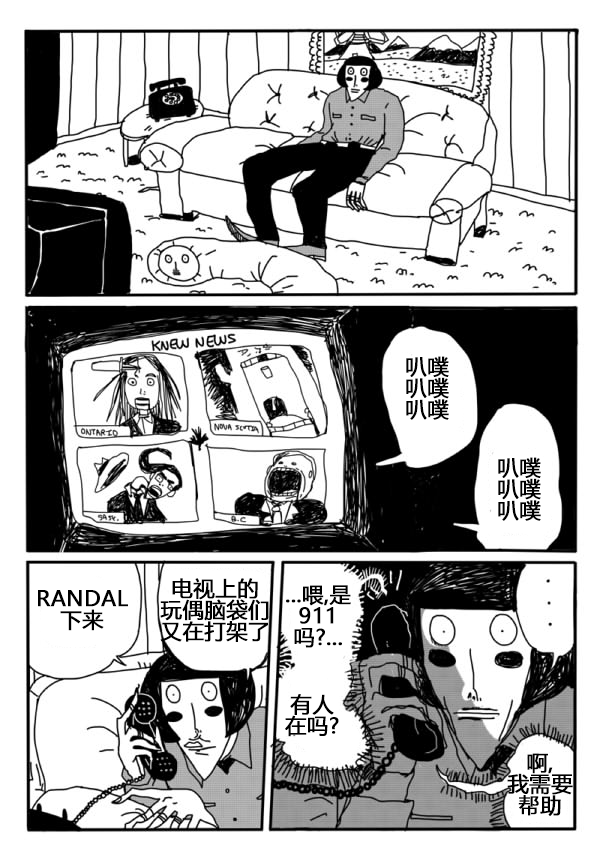 KNEW NEWS
ONTARIO
NOVA SCOTIA
SASK.
B.C
叭噗
叭噗
叭噗
叭噗
叭噗
叭噗
RANDAL
下来
电视上的
玩偶脑袋们
又在打架了
...喂,是
911
吗?...
有人
在吗?
...
啊,
我需要
帮助